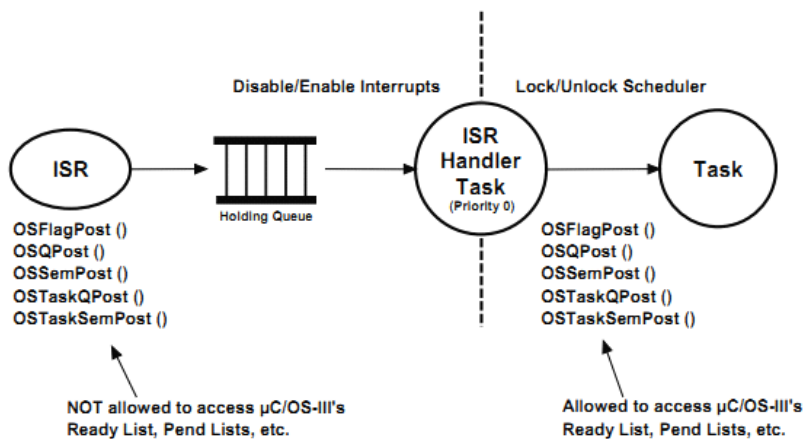 Disable/Enable Interrupts
Lock/Unlock Scheduler
ISR
Holding Queue
ISR
Handler
Task
(Priority 0)
Task
OSFlagPost ()
OSQPost ()
OSSemPost ()
OSTaskQPost ()
OSTaskSemPost ()
OSFlagPost ()
OSQPost ()
OSSemPost ()
OSTaskQPost ()
OSTaskSemPost ()
NOT allowed to access µC/OS-III's
Ready List, Pend Lists, etc.
Allowed to access µC/OS-III's
Ready List, Pend Lists, etc.